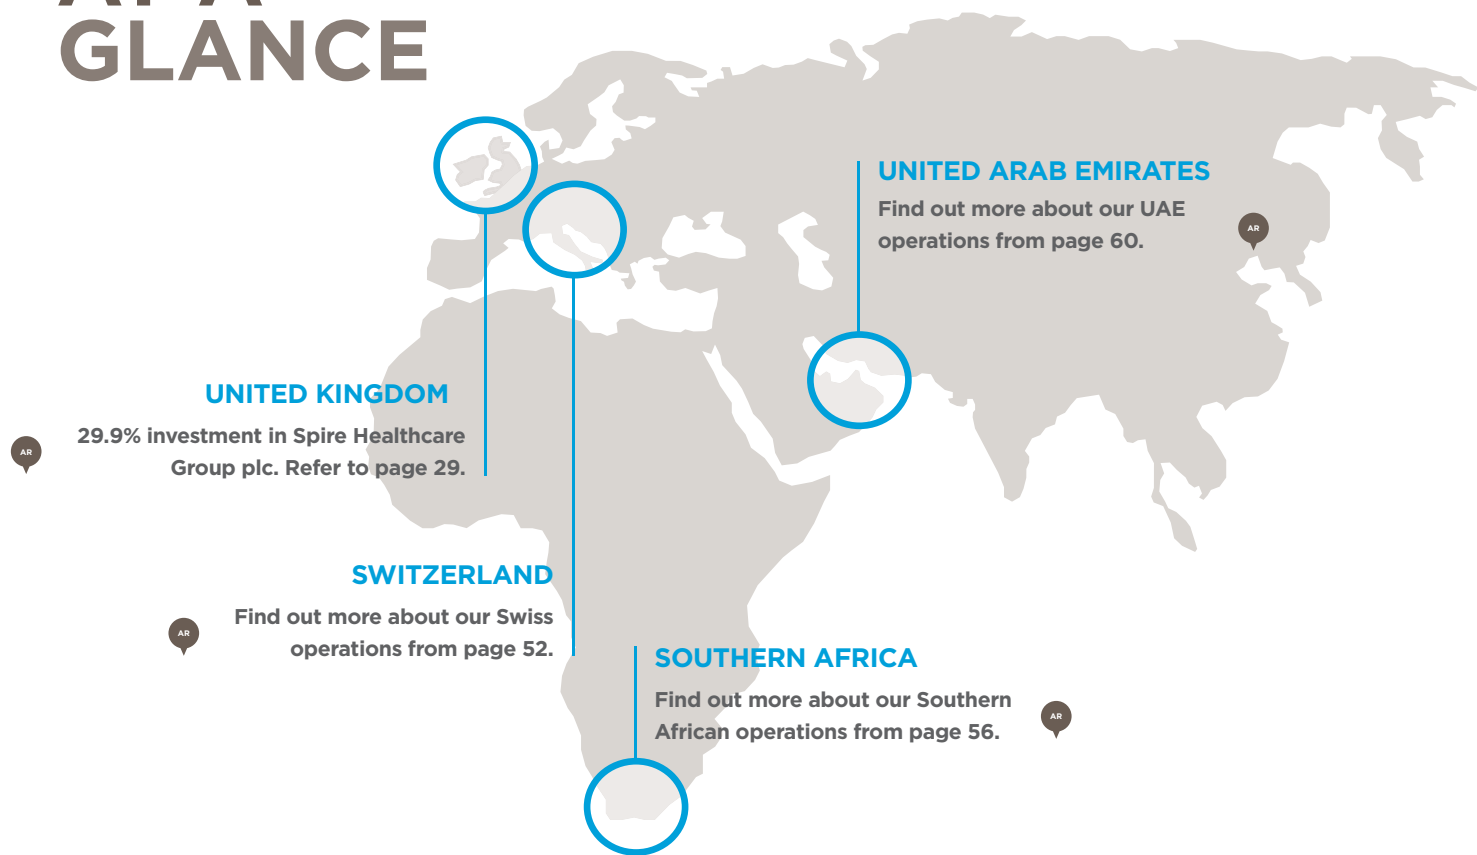 AT A
GLANCE
UNITED ARAB EMIRATES
Find out more about our UAE
operations from page 60.
AR
UNITED KINGDOM
29.9% investment in Spire Healthcare
Group plc. Refer to page 29.
AR
SWITZERLAND
Find out more about our Swiss
operations from page 52.
AR
SOUTHERN AFRICA
Find out more about our Southern
African operations from page 56.
AR